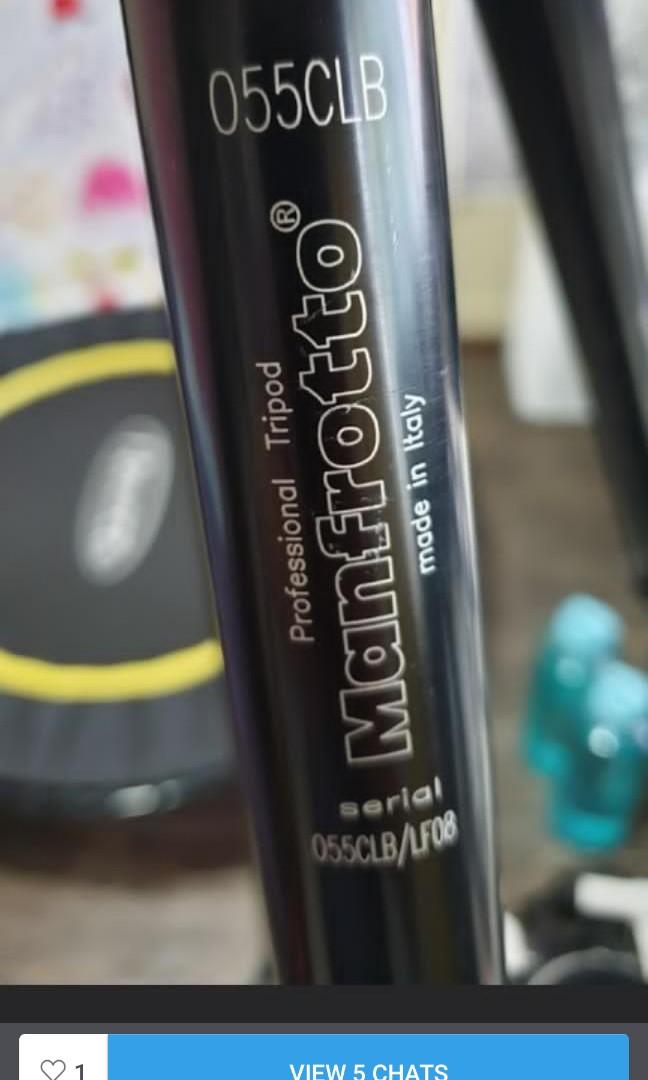 055CLB
Professional Tripod
Manfrotto®
made in Italy
serial
055CLB/LF08
1
VIEW 5 CHATS